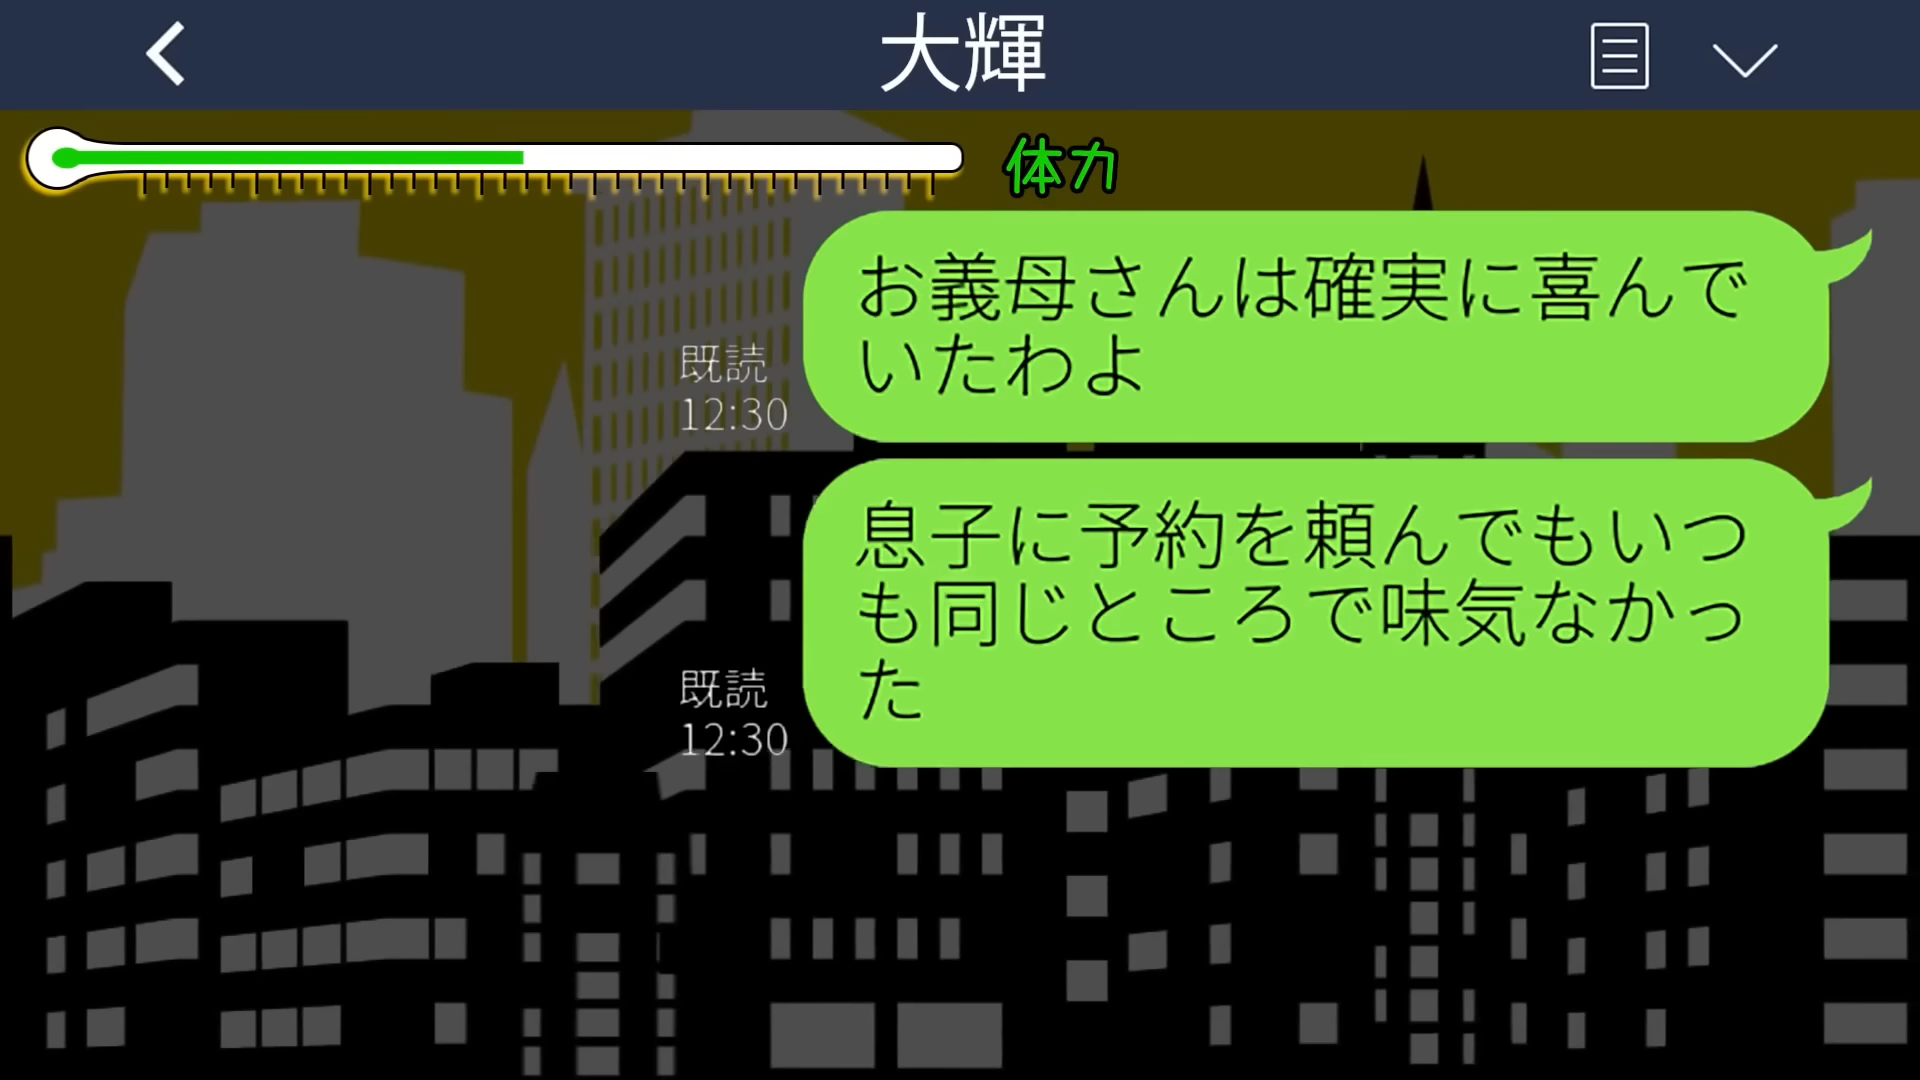 大輝
体力
お義母さんは確実に喜んで
いたわよ
既読
12:30
息子に予約を頼んでもいつ
も同じところで味気なかっ
た
既読
12:30